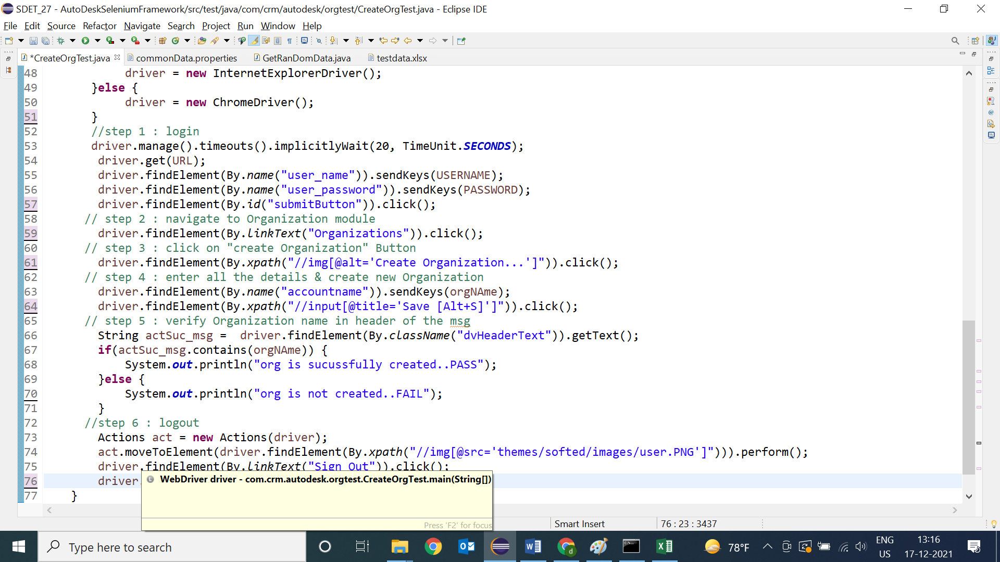 SDET_27 - AutoDeskSeleniumFramework/src/test/java/com/crm/autodesk/orgtest/CreateOrgTest.java - Eclipse IDE
File Edit Source Refactor Navigate Search Project Run Window Help
*CreateOrgTest.java commonData.properties GetRanDomData.java testdata.xlsx
48 driver = new InternetExplorerDriver();
49 }else {
50 driver = new ChromeDriver();
51 }
52 //step 1 : login
53 driver.manage().timeouts().implicitlyWait(20, TimeUnit.SECONDS);
54 driver.get(URL);
55 driver.findElement(By.name("user_name")).sendKeys(USERNAME);
56 driver.findElement(By.name("user_password")).sendKeys(PASSWORD);
57 driver.findElement(By.id("submitButton")).click();
58 // step 2 : navigate to Organization module
59 driver.findElement(By.linkText("Organizations")).click();
60 // step 3 : click on "create Organization" Button
61 driver.findElement(By.xpath("//img[@alt='Create Organization...']")).click();
62 // step 4 : enter all the details & create new Organization
63 driver.findElement(By.name("accountname")).sendKeys(orgNAme);
64 driver.findElement(By.xpath("//input[@title='Save [Alt+S]']")).click();
65 // step 5 : verify Organization name in header of the msg
66 String actSuc_msg =  driver.findElement(By.className("dvHeaderText")).getText();
67 if(actSuc_msg.contains(orgNAme)) {
68 System.out.println("org is sucussfully created..PASS");
69 }else {
70 System.out.println("org is not created..FAIL");
71 }
72 //step 6 : logout
73 Actions act = new Actions(driver);
74 act.moveToElement(driver.findElement(By.xpath("//img[@src='themes/softed/images/user.PNG']"))).perform();
75 driver.findElement(By.linkText("Sign Out")).click();
76 driver.
WebDriver driver - com.crm.autodesk.orgtest.CreateOrgTest.main(String[])
77 }
Press 'F2' for focus
Smart Insert 76 : 23 : 3437
Type here to search
78°F
ENG
US
13:16
17-12-2021